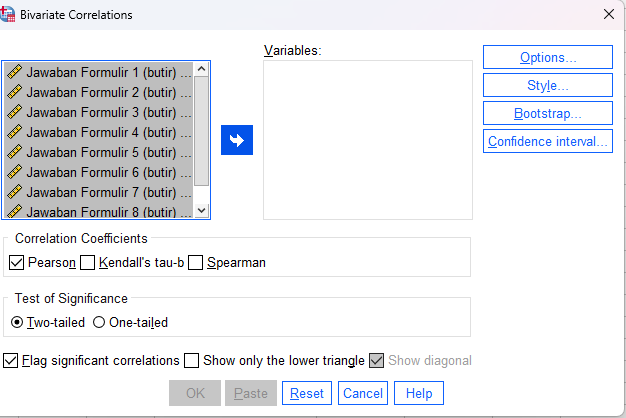 Bivariate Correlations
Variables:
Jawaban Formulir 1 (butir) ...
Jawaban Formulir 2 (butir) ...
Jawaban Formulir 3 (butir) ...
Jawaban Formulir 4 (butir) ...
Jawaban Formulir 5 (butir) ...
Jawaban Formulir 6 (butir) ...
Jawaban Formulir 7 (butir) ...
Jawaban Formulir 8 (butir) ...
Options...
Style...
Bootstrap...
Confidence interval...
Correlation Coefficients
Pearson Kendall's tau-b Spearman
Test of Significance
Two-tailed One-tailed
Flag significant correlations Show only the lower triangle Show diagonal
OK Paste Reset Cancel Help